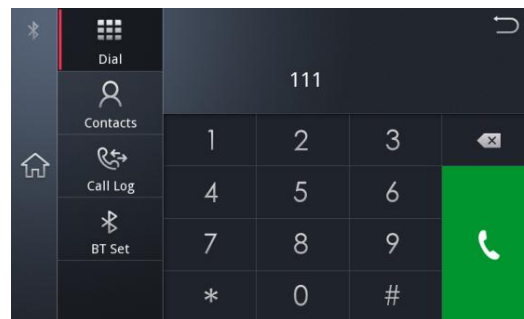 Dial
111
Contacts
Call Log
BT Set
1 2 3
4 5 6
7 8 9
* 0 #